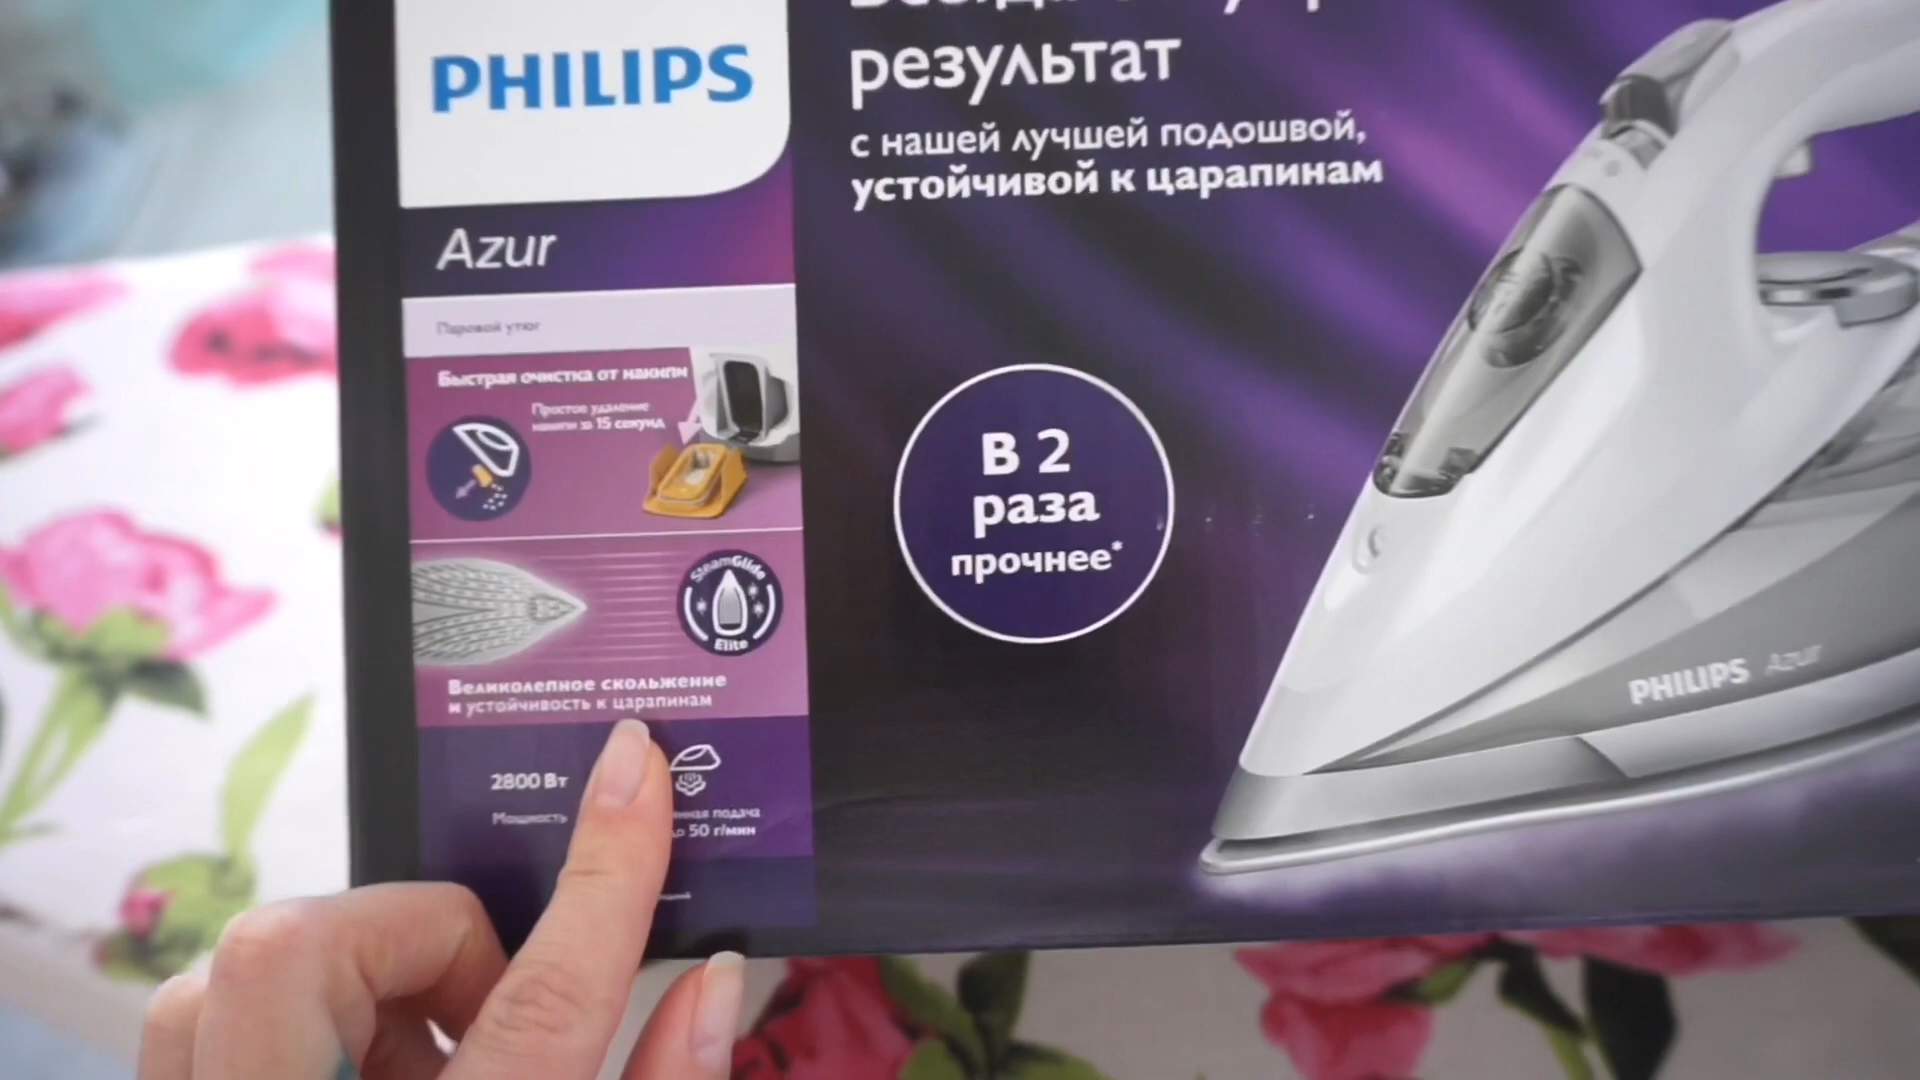 PHILIPS
Azur
Паровой утюг
Быстрая очистка от накипи
Простое удаление
накипи за 15 секунд
SteamGlide
Elite
Великолепное скольжение
и устойчивость к царапинам
2800 Вт
Мощность
подача
до 50 г/мин
результат
с нашей лучшей подошвой,
устойчивой к царапинам
В 2
раза
прочнее*
PHILIPS Azur